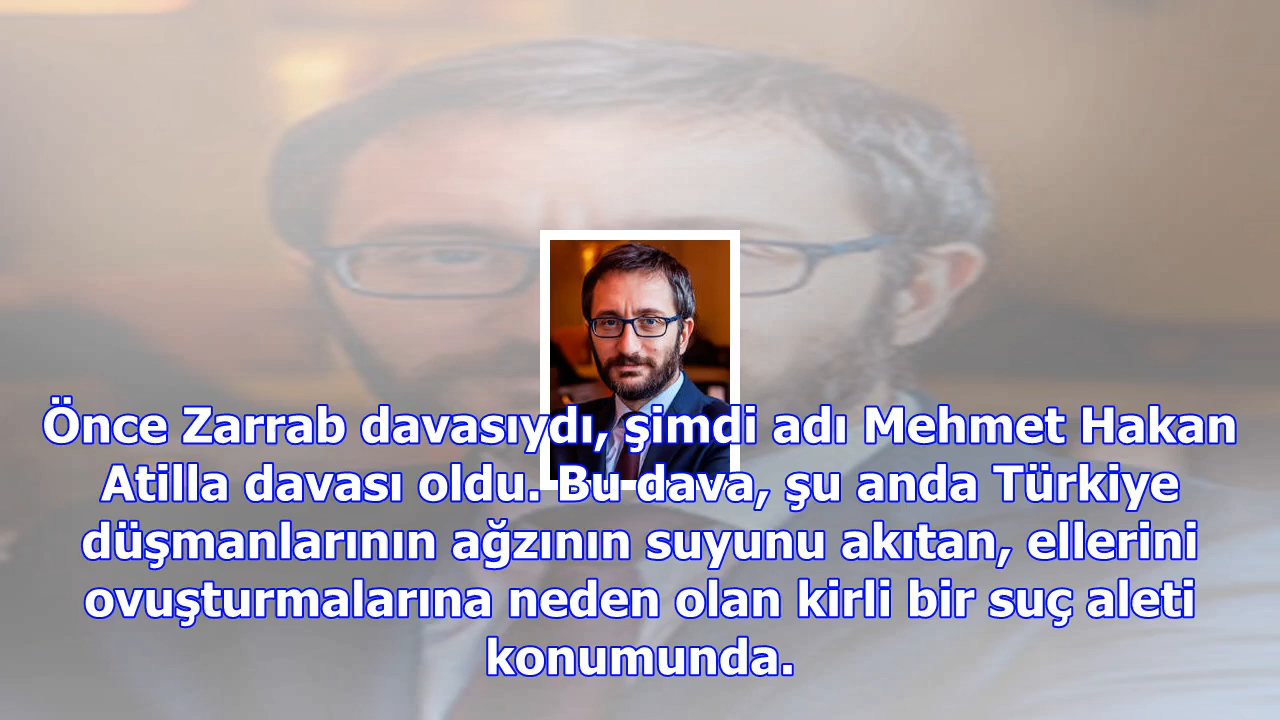 Önce Zarrab davasıydı, şimdi adı Mehmet Hakan
Atilla davası oldu. Bu dava, şu anda Türkiye
düşmanlarının ağzının suyunu akıtan, ellerini
ovuşturmalarına neden olan kirli bir suç aleti
konumunda.